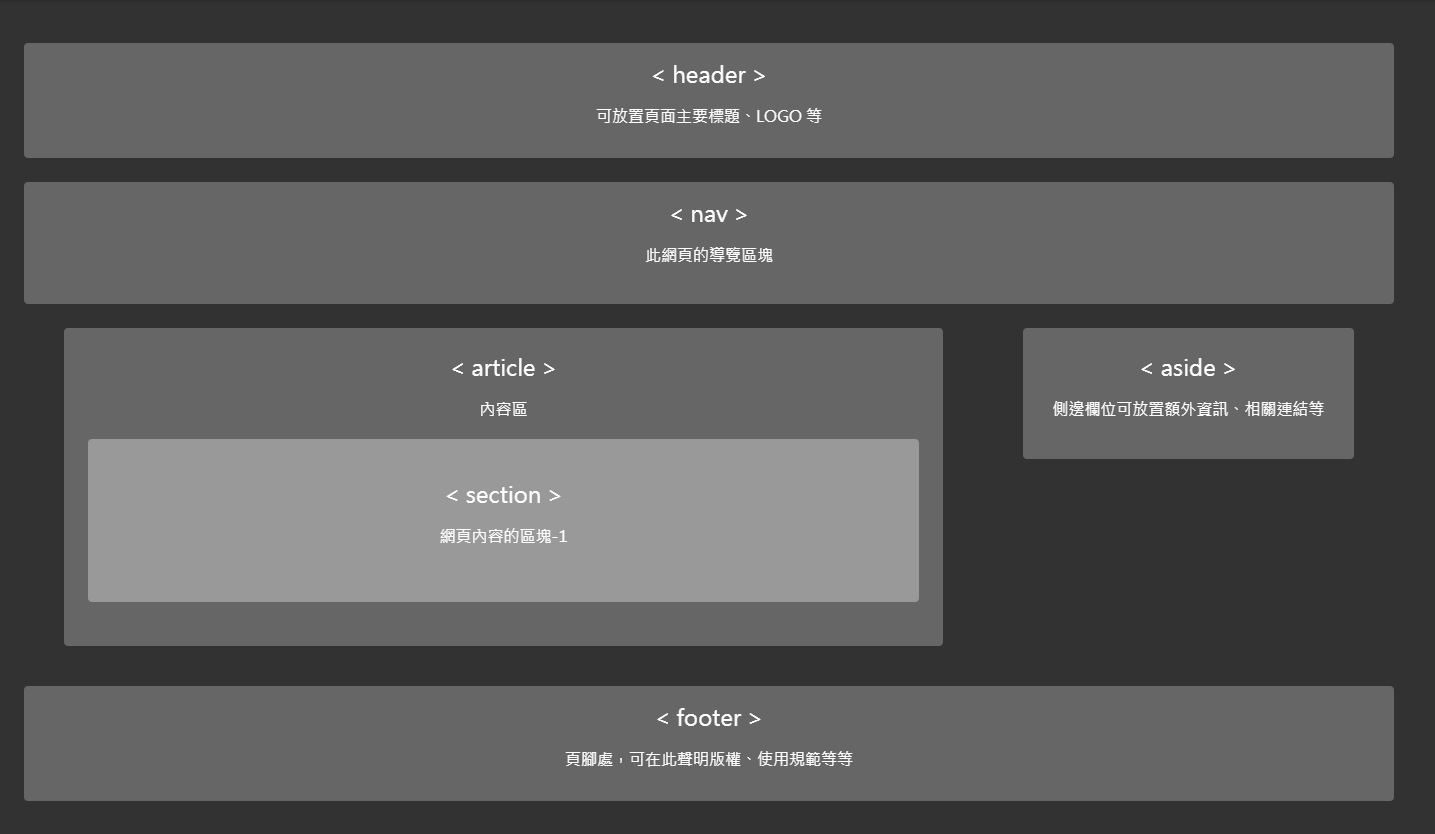 < header >
可放置頁面主要標題、LOGO 等
< nav >
此網頁的導覽區塊
< article >
內容區
< section >
網頁內容的區塊-1
< aside >
側邊欄位可放置額外資訊、相關連結等
< footer >
頁腳處，可在此聲明版權、使用規範等等